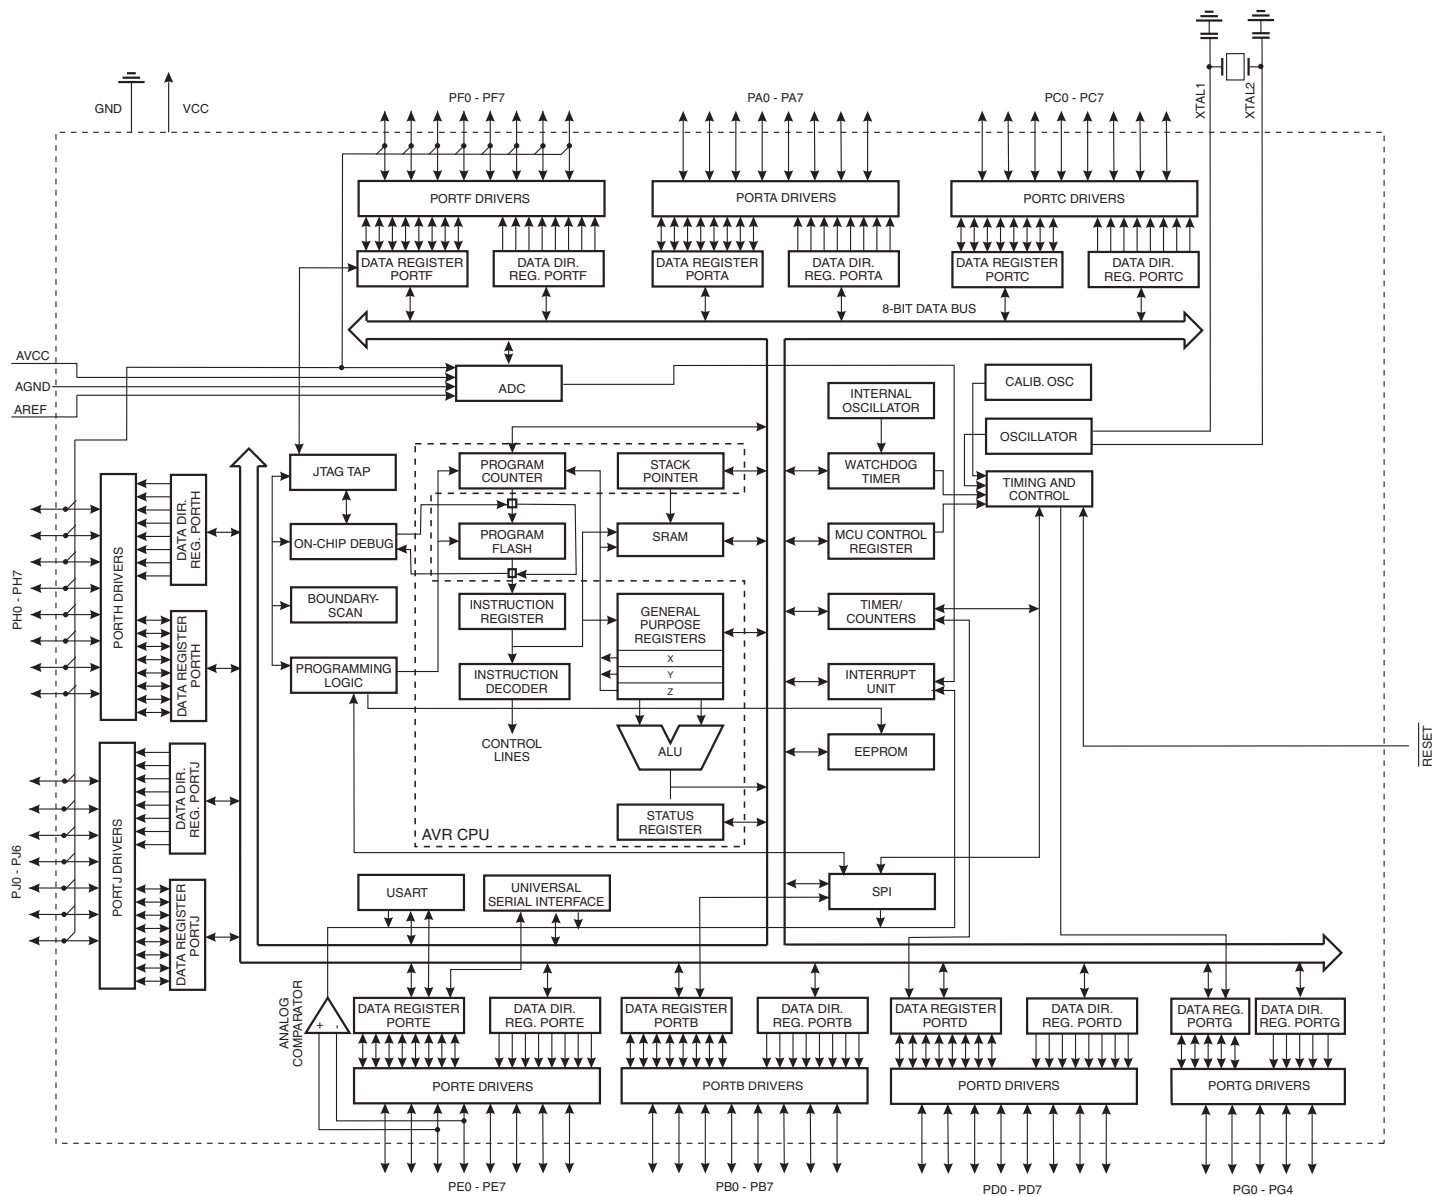 XTAL1
XTAL2
GND
VCC
PF0 - PF7
PA0 - PA7
PC0 - PC7
PORTF DRIVERS
PORTA DRIVERS
PORTC DRIVERS
DATA REGISTER
PORTF
DATA DIR.
REG. PORTF
DATA REGISTER
PORTA
DATA DIR.
REG. PORTA
DATA REGISTER
PORTC
DATA DIR.
REG. PORTC
8-BIT DATA BUS
AVCC
AGND
AREF
ADC
INTERNAL
OSCILLATOR
CALIB. OSC
OSCILLATOR
JTAG TAP
PROGRAM
COUNTER
STACK
POINTER
WATCHDOG
TIMER
TIMING AND
CONTROL
ON-CHIP DEBUG
PROGRAM
FLASH
SRAM
MCU CONTROL
REGISTER
BOUNDARY-
SCAN
INSTRUCTION
REGISTER
GENERAL
PURPOSE
REGISTERS
X
Y
Z
TIMER/
COUNTERS
PROGRAMMING
LOGIC
INSTRUCTION
DECODER
INTERRUPT
UNIT
CONTROL
LINES
ALU
EEPROM
STATUS
REGISTER
AVR CPU
RESET
PH0 - PH7
PORTH DRIVERS
DATA DIR.
REG. PORTH
DATA REGISTER
PORTH
PJ0 - PJ6
PORTJ DRIVERS
DATA DIR.
REG. PORTJ
DATA REGISTER
PORTJ
USART
UNIVERSAL
SERIAL INTERFACE
SPI
ANALOG
COMPARATOR
+
-
DATA REGISTER
PORTE
DATA DIR.
REG. PORTE
DATA REGISTER
PORTB
DATA DIR.
REG. PORTB
DATA REGISTER
PORTD
DATA DIR.
REG. PORTD
DATA REG.
PORTG
DATA DIR.
REG. PORTG
PORTE DRIVERS
PORTB DRIVERS
PORTD DRIVERS
PORTG DRIVERS
PE0 - PE7
PB0 - PB7
PD0 - PD7
PG0 - PG4